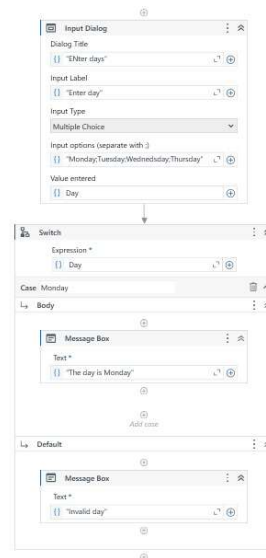 Input Dialog
Dialog Title
"ENter days"
Input Label
"Enter day"
Input Type
Multiple Choice
Input options (separate with ;)
"Monday;Tuesday;Wednedsday;Thursday"
Value entered
Day
Switch
Expression *
Day
Case Monday
Body
Message Box
Text *
"The day is Monday"
Add case
Default
Message Box
Text *
"Invalid day"